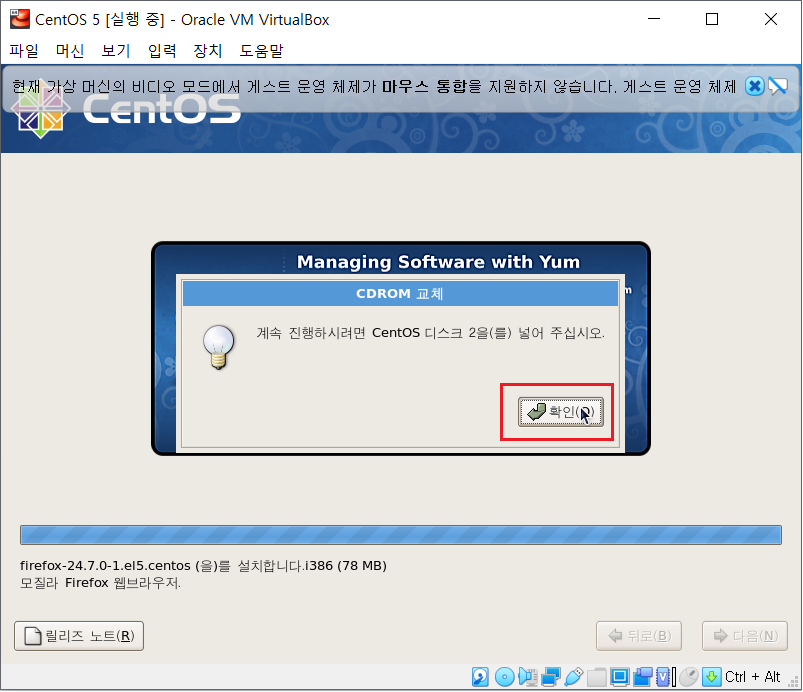 CentOS 5 [실행 중] - Oracle VM VirtualBox
파일 머신 보기 입력 장치 도움말
현재 가상 머신의 비디오 모드에서 게스트 운영 체제가 마우스 통합을 지원하지 않습니다. 게스트 운영 체제
CentOS
Managing Software with Yum
CDROM 교체
계속 진행하시려면 CentOS 디스크 2을(를) 넣어 주십시오.
확인(O)
firefox-24.7.0-1.el5.centos (을)를 설치합니다.i386 (78 MB)
모질라 Firefox 웹브라우저.
릴리즈 노트(R)
뒤로(B)
다음(N)
Ctrl + Alt